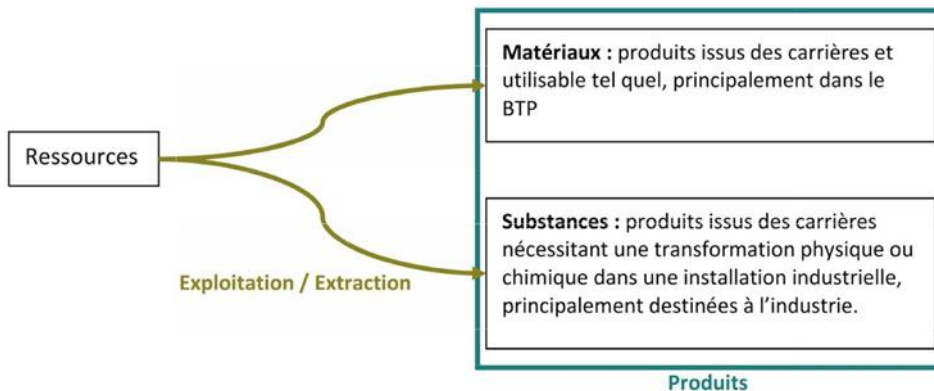 Matériaux : produits issus des carrières et
utilisable tel quel, principalement dans le
BTP
Ressources
Substances : produits issus des carrières
nécessitant une transformation physique ou
chimique dans une installation industrielle,
principalement destinées à l'industrie.
Exploitation / Extraction
Produits